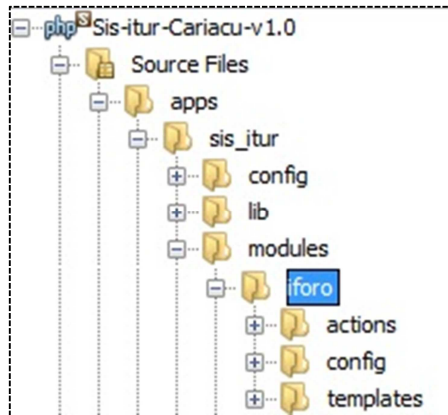 php Sis-itur-Cariacu-v1.0
Source Files
apps
sis_itur
config
lib
modules
iforo
actions
config
templates